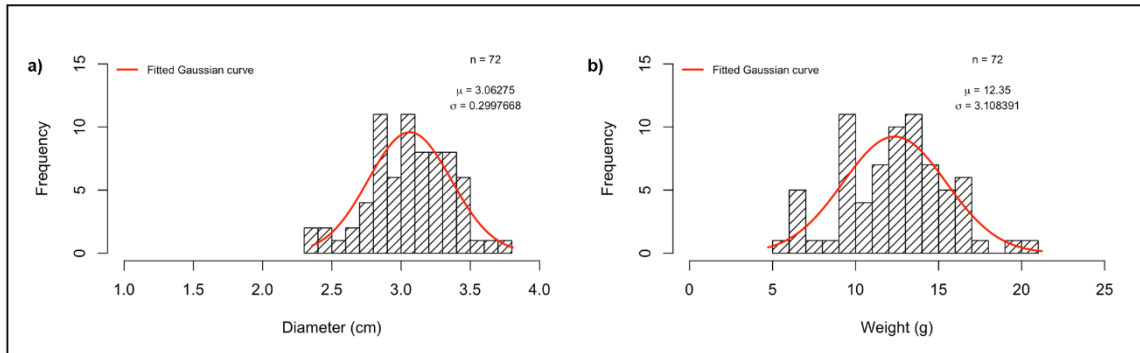 a)
Fitted Gaussian curve
n = 72
μ = 3.06275
σ = 0.2997668
15
10
5
0
Frequency
1.0 1.5 2.0 2.5 3.0 3.5 4.0
Diameter (cm)
b)
Fitted Gaussian curve
n = 72
μ = 12.35
σ = 3.108391
15
10
5
0
Frequency
0 5 10 15 20 25
Weight (g)